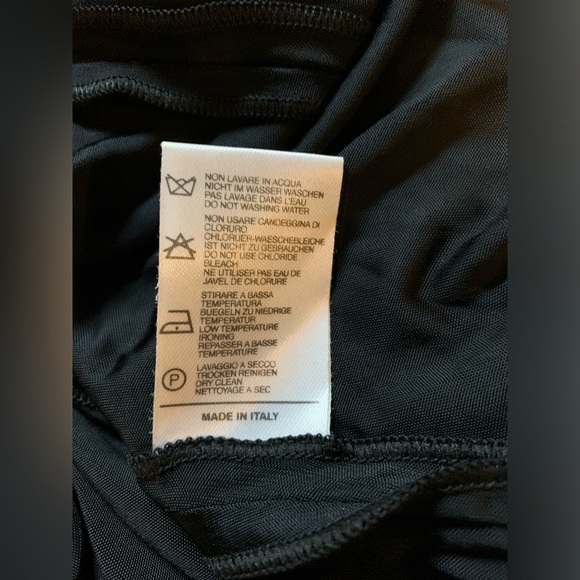 NON LAVARE IN ACQUA
NICHT IM WASSER WASCHEN
PAS LAVAGE DANS L'EAU
DO NOT WASHING WATER
NON USARE CANDEGGINA DI
CLORURO
CHLORUER-WAESCHEBLEICHE
IST NICHT ZU GEBRAUCHEN
DO NOT USE CHLORIDE
BLEACH
NE UTILISER PAS EAU DE
JAVEL DE CLORURE
STIRARE A BASSA
TEMPERATURA
BUEGELN ZU NIEDRIGE
TEMPERATUR
LOW TEMPERATURE
IRONING
REPASSER A BASSE
TEMPERATURE
P
LAVAGGIO A SECCO
TROCKEN REINIGEN
DRY CLEAN
NETTOYAGE A SEC
MADE IN ITALY